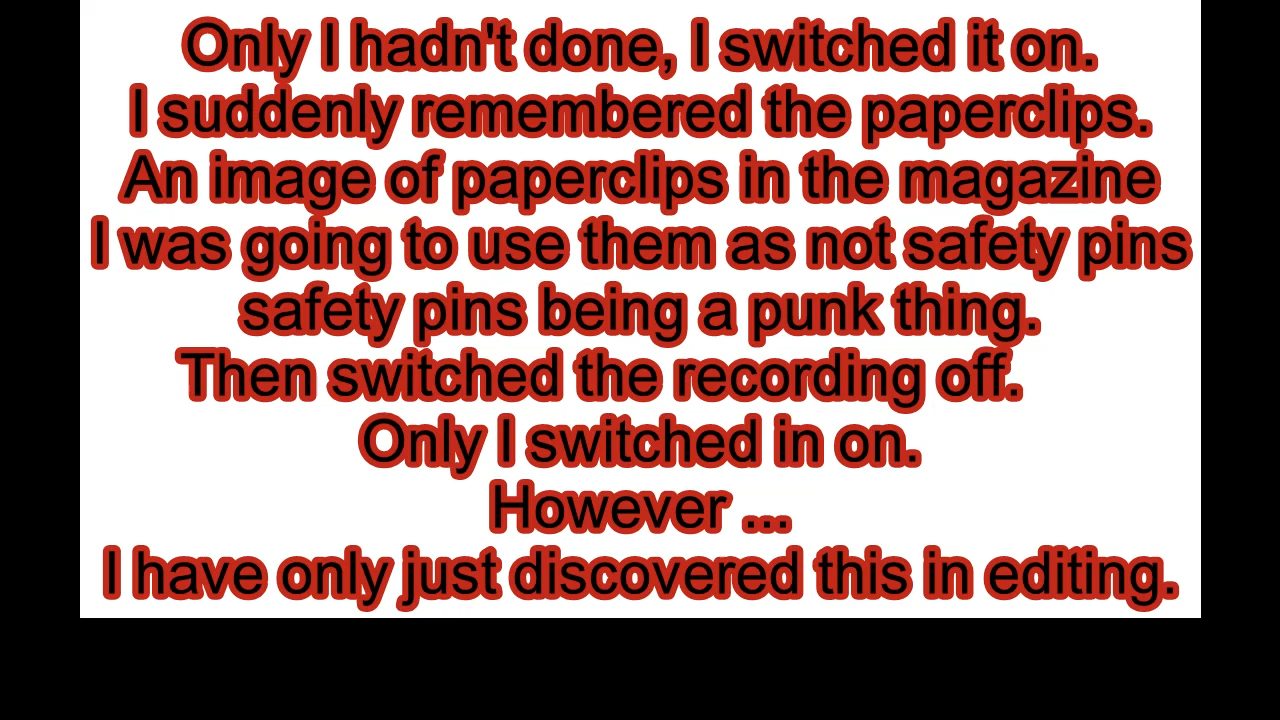 Only I hadn't done, I switched it on.
I suddenly remembered the paperclips.
An image of paperclips in the magazine
I was going to use them as not safety pins
safety pins being a punk thing.
Then switched the recording off.
Only I switched in on.
However ...
I have only just discovered this in editing.